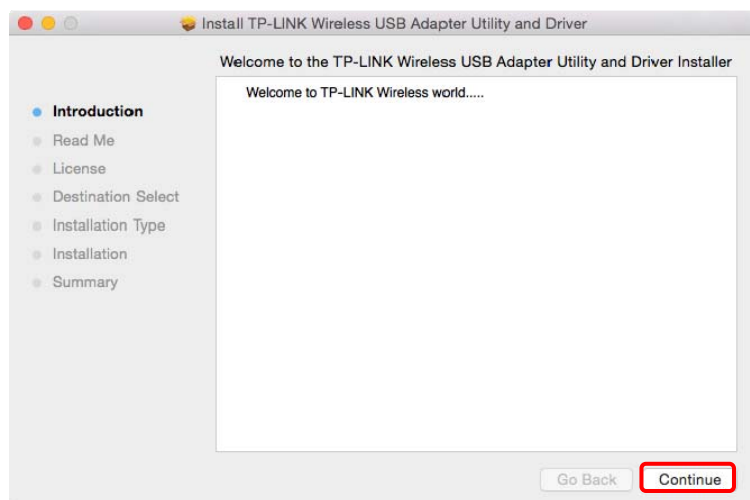 Install TP-LINK Wireless USB Adapter Utility and Driver
Welcome to the TP-LINK Wireless USB Adapter Utility and Driver Installer
Welcome to TP-LINK Wireless world.....
Introduction
Read Me
License
Destination Select
Installation Type
Installation
Summary
Go Back
Continue